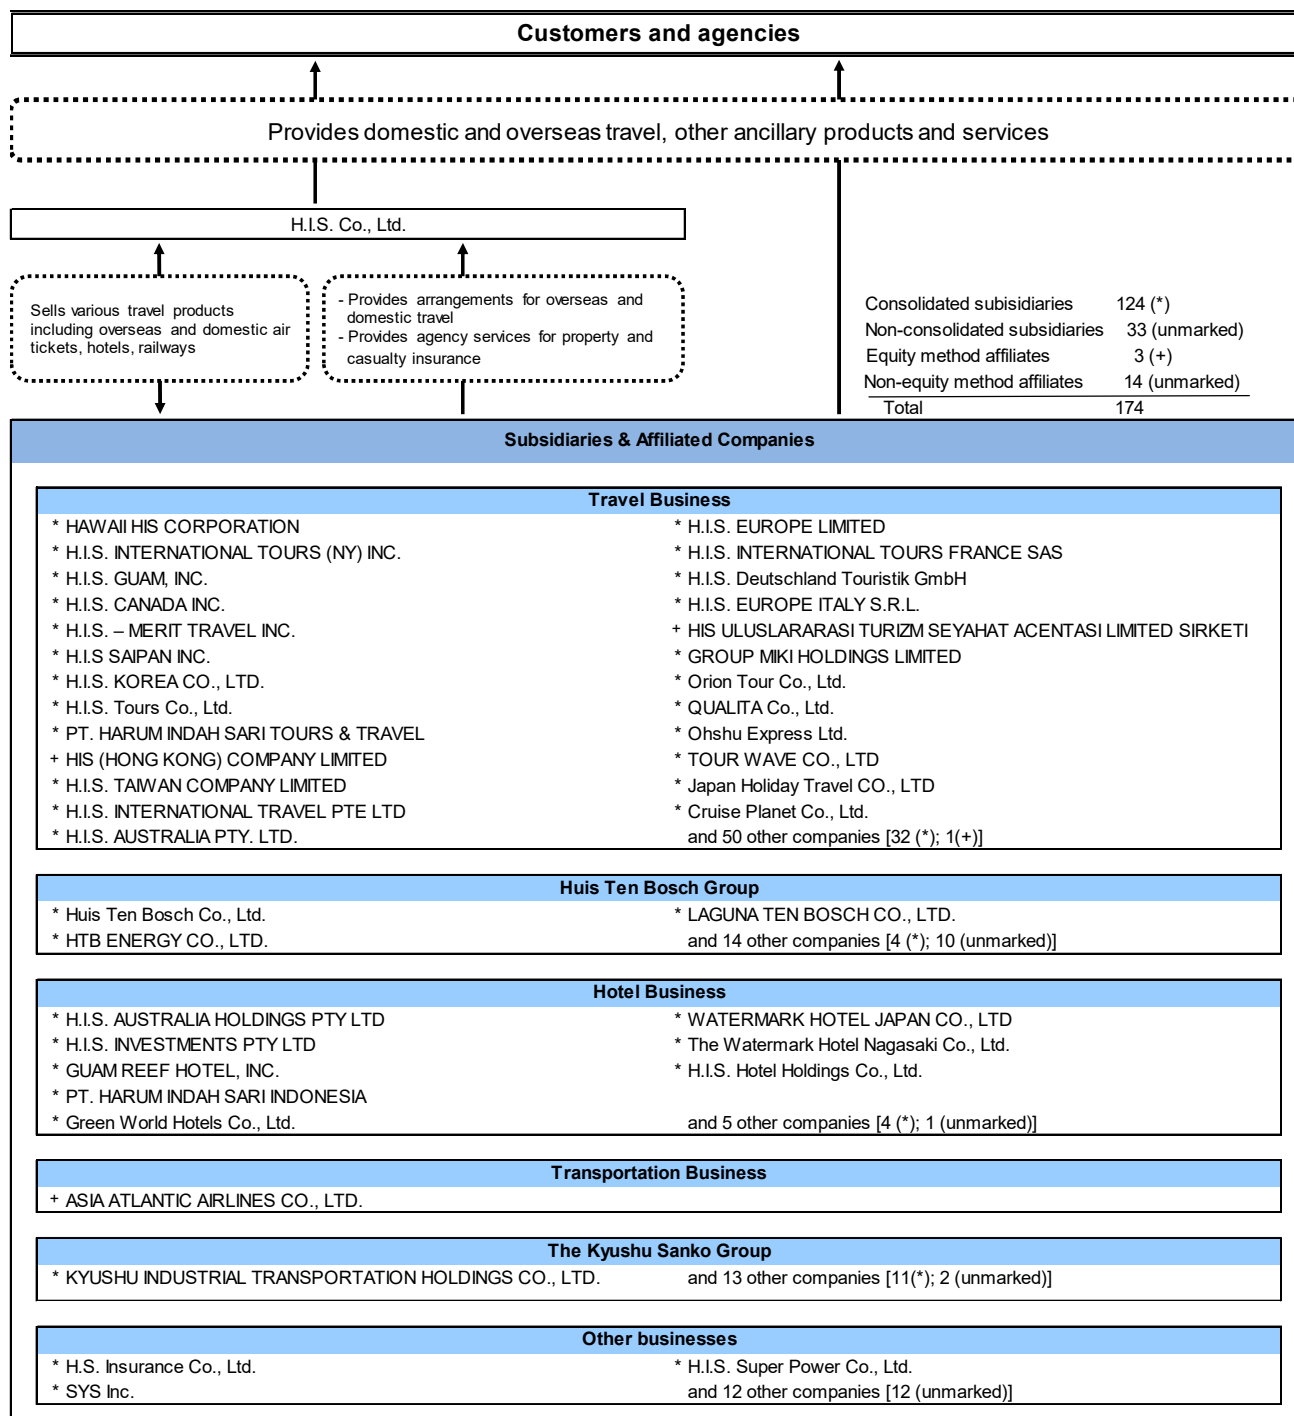 Customers and agencies
Provides domestic and overseas travel, other ancillary products and services
H.I.S. Co., Ltd.
Sells various travel products
including overseas and domestic air
tickets, hotels, railways
- Provides arrangements for overseas and
domestic travel
- Provides agency services for property and
casualty insurance
Consolidated subisidiaries 124 (*)
Non-consolidated subsidiaries 33 (unmarked)
Equity method affiliates 3 (+)
Non-equity method affiliates 14 (unmarked)
Total 174
Subsidiaries & Affiliated Companies
Travel Business
* HAWAII HIS CORPORATION
* H.I.S. INTERNATIONAL TOURS (NY) INC.
* H.I.S. GUAM, INC.
* H.I.S. CANADA INC.
* H.I.S. – MERIT TRAVEL INC.
* H.I.S SAIPAN INC.
* H.I.S. KOREA CO., LTD.
* H.I.S. Tours Co., Ltd.
* PT. HARUM INDAH SARI TOURS & TRAVEL
+ HIS (HONG KONG) COMPANY LIMITED
* H.I.S. TAIWAN COMPANY LIMITED
* H.I.S. INTERNATIONAL TRAVEL PTE LTD
* H.I.S. AUSTRALIA PTY. LTD.
* H.I.S. EUROPE LIMITED
* H.I.S. INTERNATIONAL TOURS FRANCE SAS
* H.I.S. Deutschland Touristik GmbH
* H.I.S. EUROPE ITALY S.R.L.
+ HIS ULUSLARARASI TURIZM SEYAHAT ACENTASI LIMITED SIRKETI
* GROUP MIKI HOLDINGS LIMITED
* Orion Tour Co., Ltd.
* QUALITA Co., Ltd.
* Ohshu Express Ltd.
* TOUR WAVE CO., LTD
* Japan Holiday Travel CO., LTD
* Cruise Planet Co., Ltd.
and 50 other companies [32 (*); 1(+)]
Huis Ten Bosch Group
* Huis Ten Bosch Co., Ltd.
* HTB ENERGY CO., LTD.
* LAGUNA TEN BOSCH CO., LTD.
and 14 other companies [4 (*); 10 (unmarked)]
Hotel Business
* H.I.S. AUSTRALIA HOLDINGS PTY LTD
* H.I.S. INVESTMENTS PTY LTD
* GUAM REEF HOTEL, INC.
* PT. HARUM INDAH SARI INDONESIA
* Green World Hotels Co., Ltd.
* WATERMARK HOTEL JAPAN CO., LTD
* The Watermark Hotel Nagasaki Co., Ltd.
* H.I.S. Hotel Holdings Co., Ltd.
and 5 other companies [4 (*); 1 (unmarked)]
Transportation Business
+ ASIA ATLANTIC AIRLINES CO., LTD.
The Kyushu Sanko Group
* KYUSHU INDUSTRIAL TRANSPORTATION HOLDINGS CO., LTD.
and 13 other companies [11(*); 2 (unmarked)]
Other businesses
* H.S. Insurance Co., Ltd.
* SYS Inc.
* H.I.S. Super Power Co., Ltd.
and 12 other companies [12 (unmarked)]